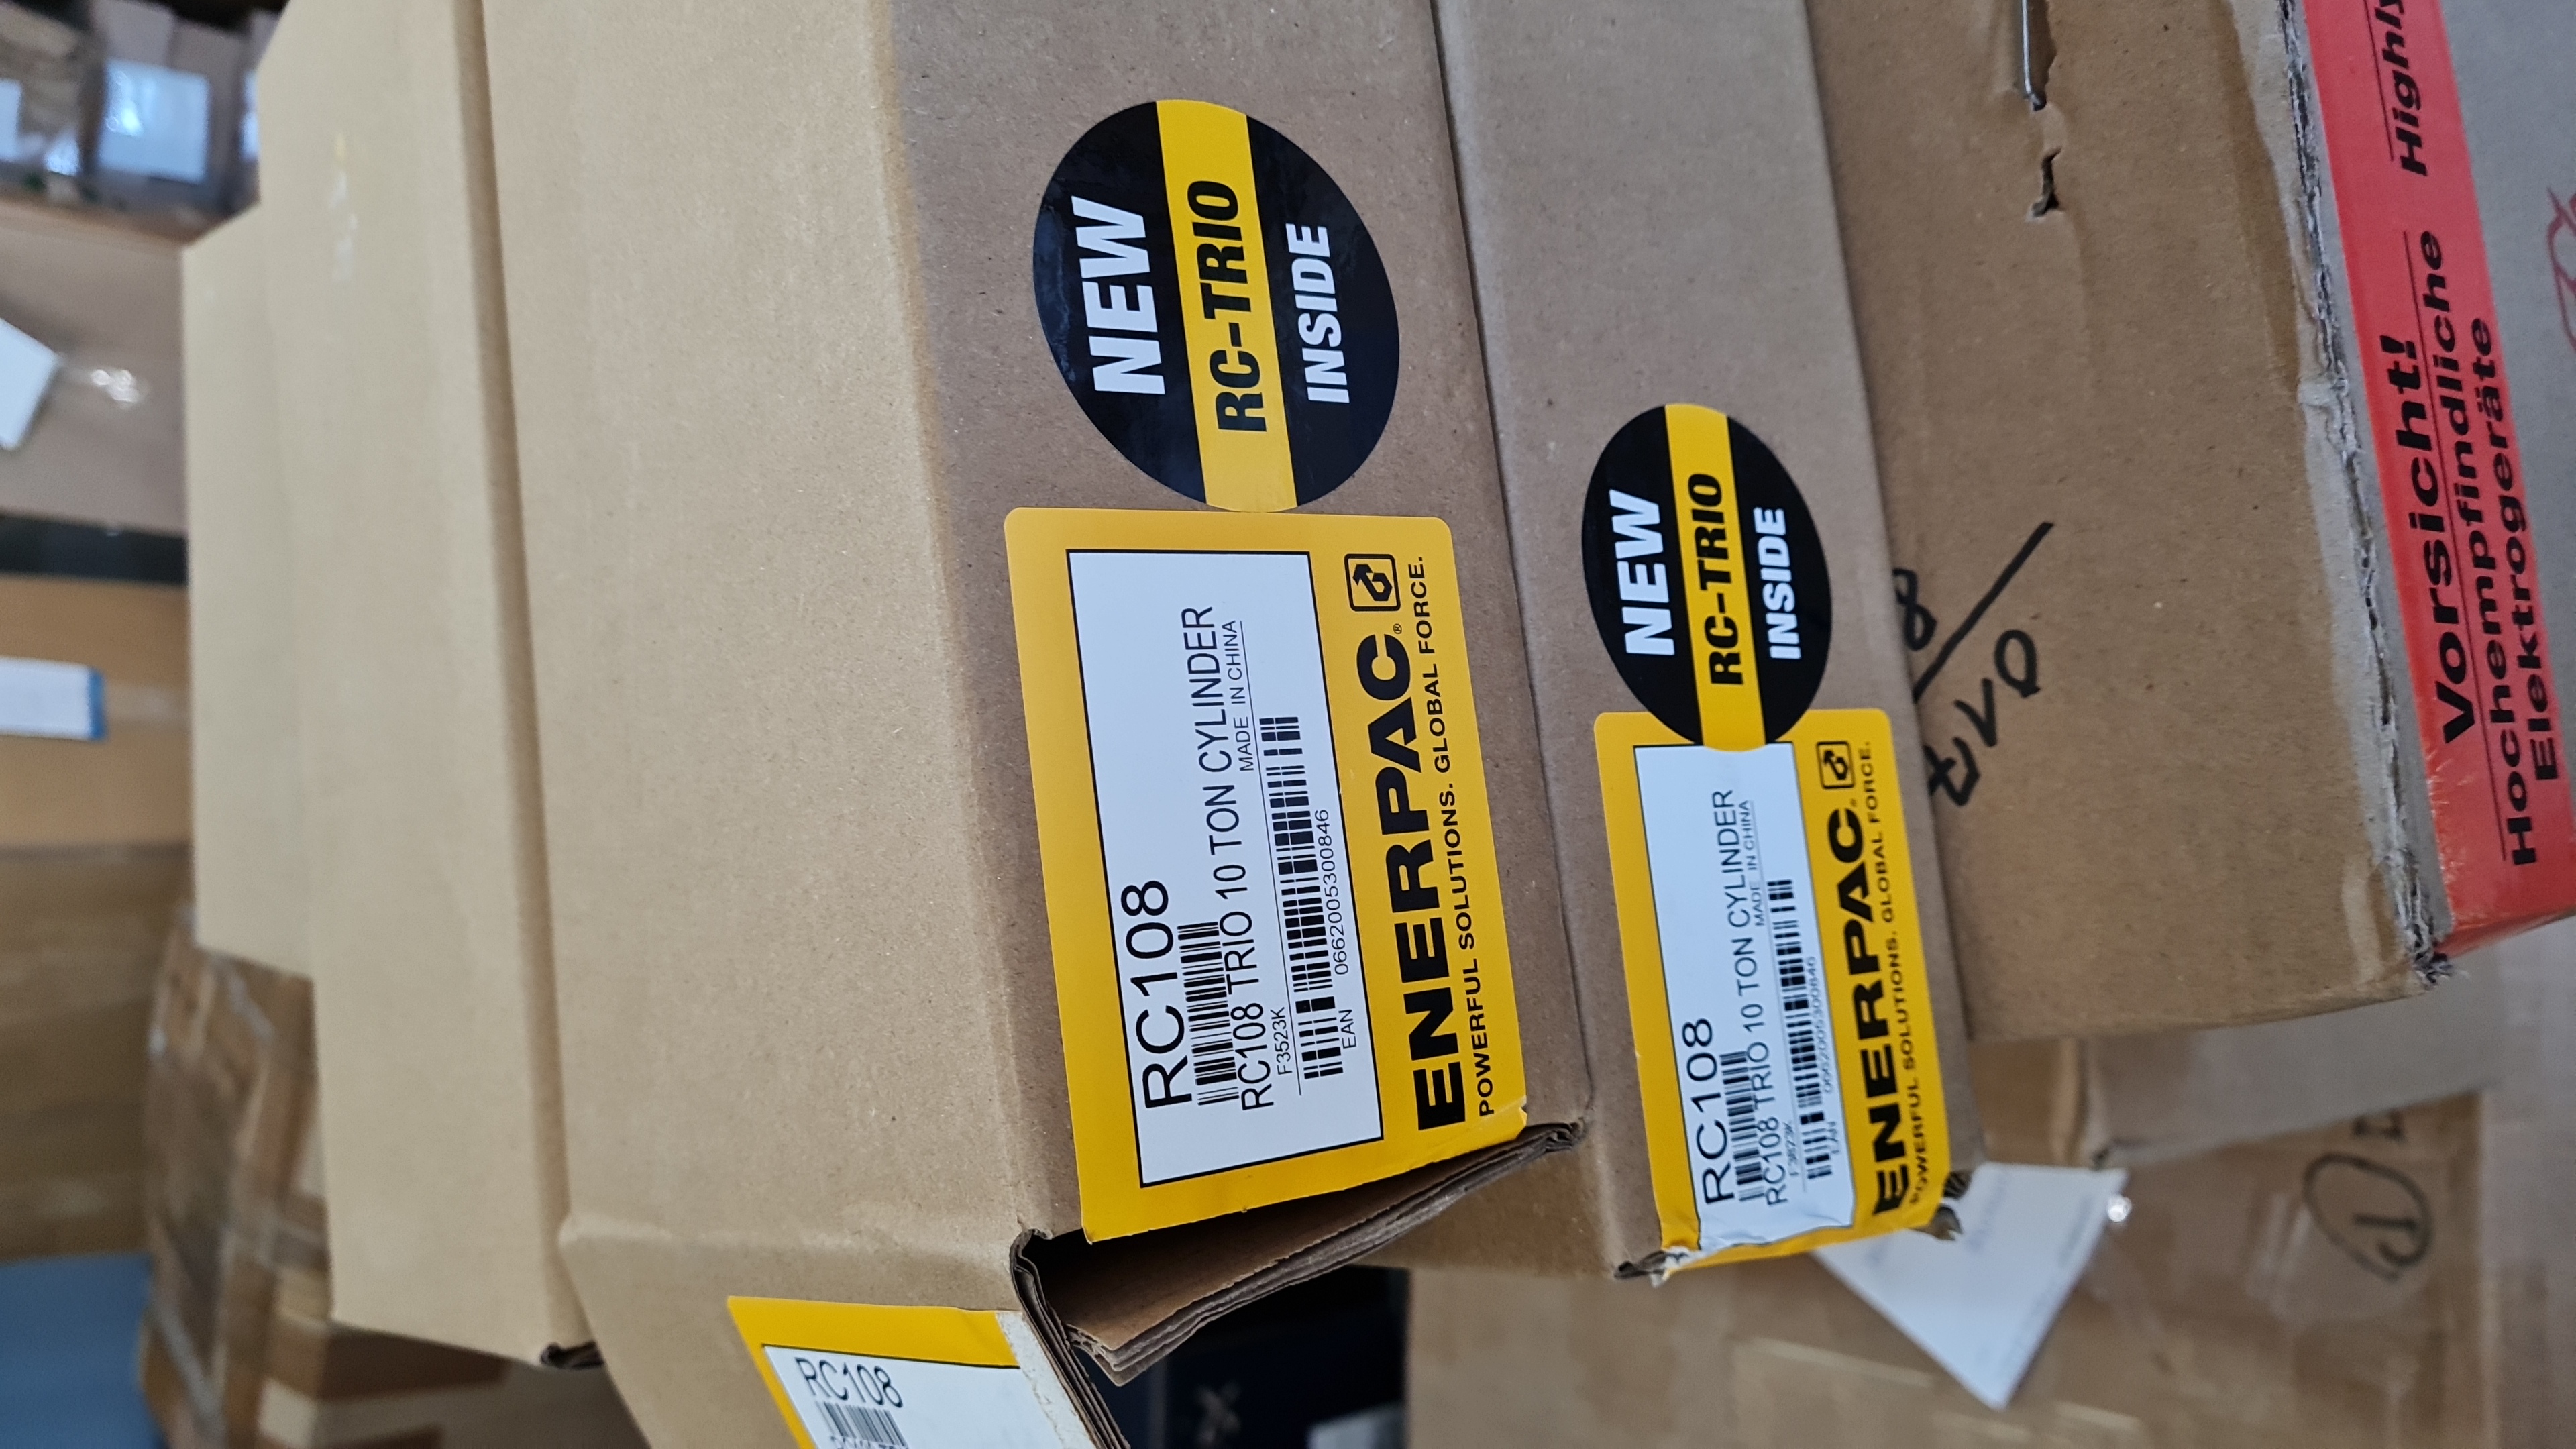 NEW
RC-TRIO
INSIDE
RC108
RC108 TRIO 10 TON CYLINDER
F3523K
MADE IN CHINA
EAN 0662005300846
ENERPAC®
POWERFUL SOLUTIONS. GLOBAL FORCE.
RC108
NEW
RC-TRIO
INSIDE
RC108
RC108 TRIO 10 TON CYLINDER
MADE IN CHINA
EAN 0662005300846
ENERPAC®
POWERFUL SOLUTIONS. GLOBAL FORCE.
Vorsicht!
Hochempfindliche
Elektrogeräte
Highly